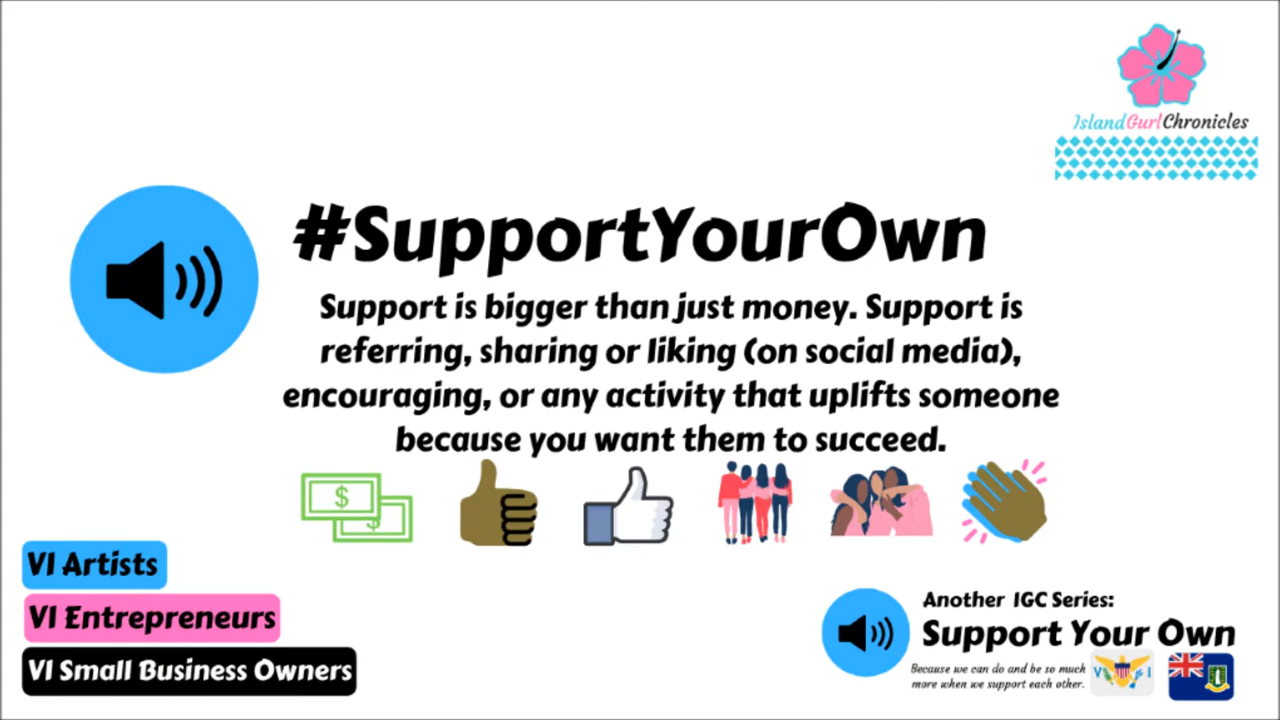 IslandGurlChronicles
#SupportYourOwn
Support is bigger than just money. Support is
referring, sharing or liking (on social media),
encouraging, or any activity that uplifts someone
because you want them to succeed.
$
$
VI Artists
VI Entrepreneurs
VI Small Business Owners
Another IGC Series:
Support Your Own
Because we can do and be so much
more when we support each other.
V I